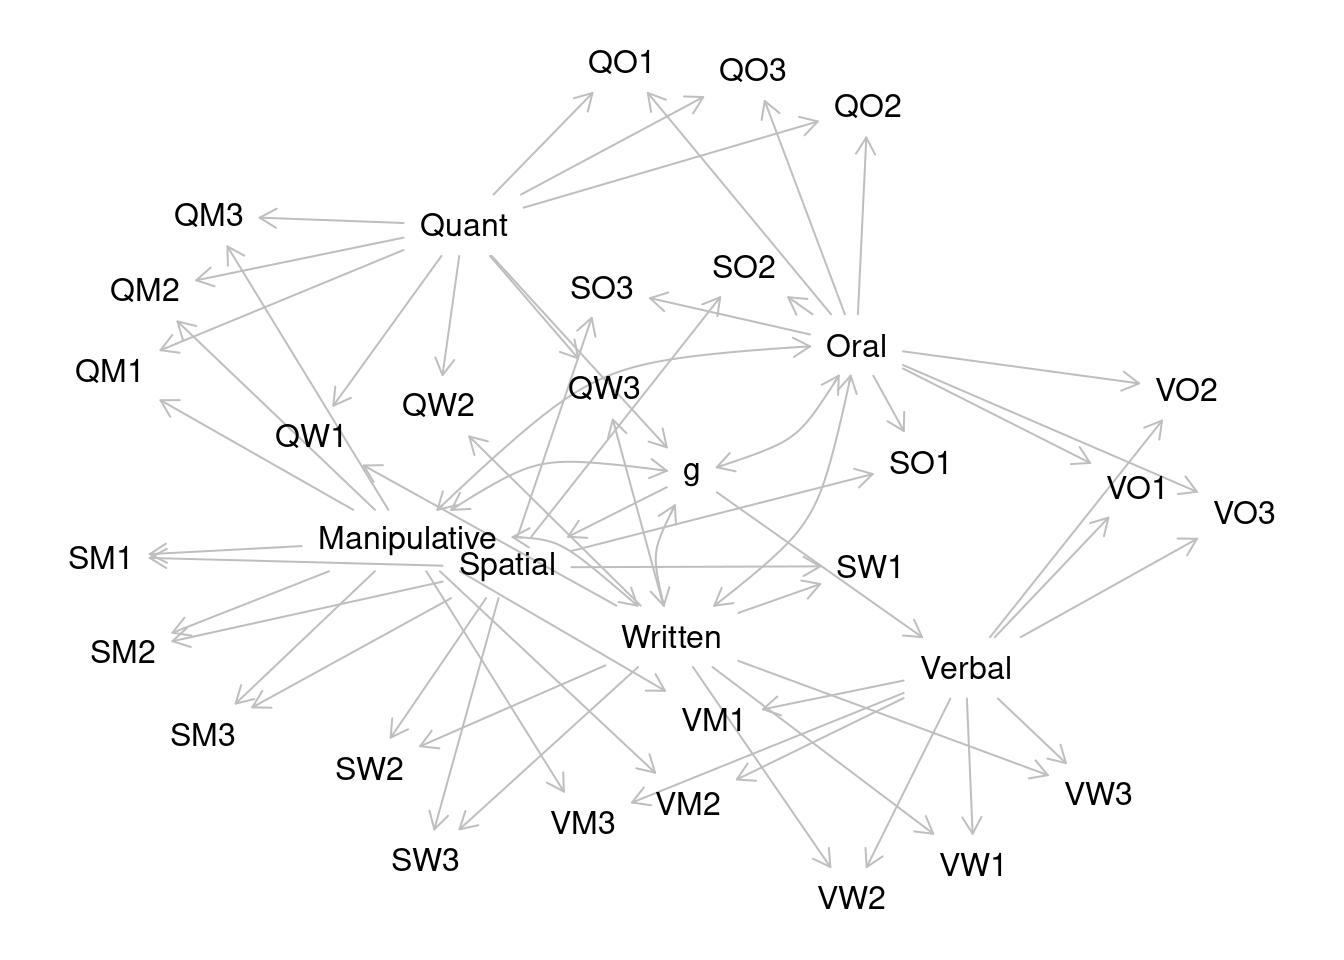 QO1
QO3
QO2
QM3
Quant
SO2
QM2
SO3
Oral
QM1
QW3
VO2
QW2
QW1
SO1
g
VO1
VO3
Manipulative
SM1
Spatial
SW1
Written
SM2
Verbal
VM1
SM3
SW2
VW3
VM2
VM3
SW3
VW1
VW2